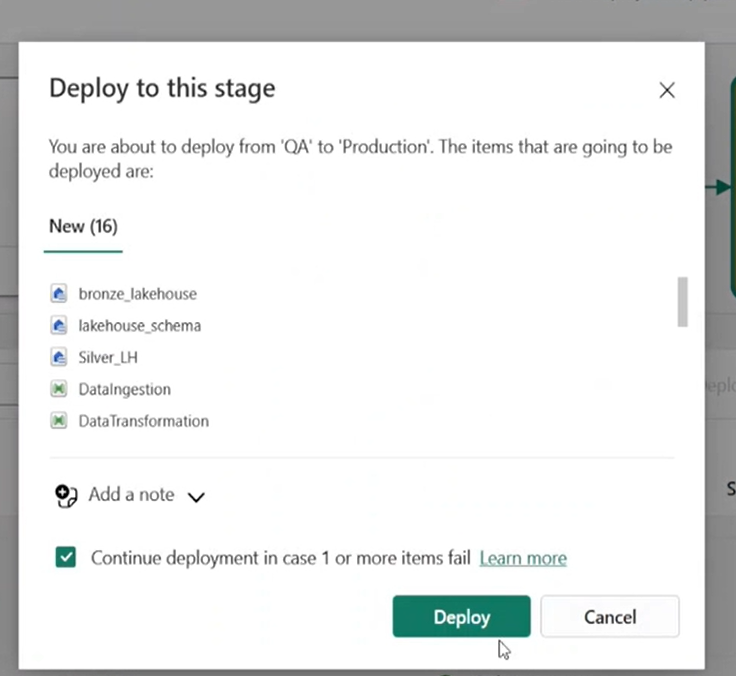 Deploy to this stage
You are about to deploy from 'QA' to 'Production'. The items that are going to be
deployed are:
New (16)
bronze_lakehouse
lakehouse_schema
Silver_LH
DataIngestion
DataTransformation
Add a note
Continue deployment in case 1 or more items fail Learn more
Deploy Cancel